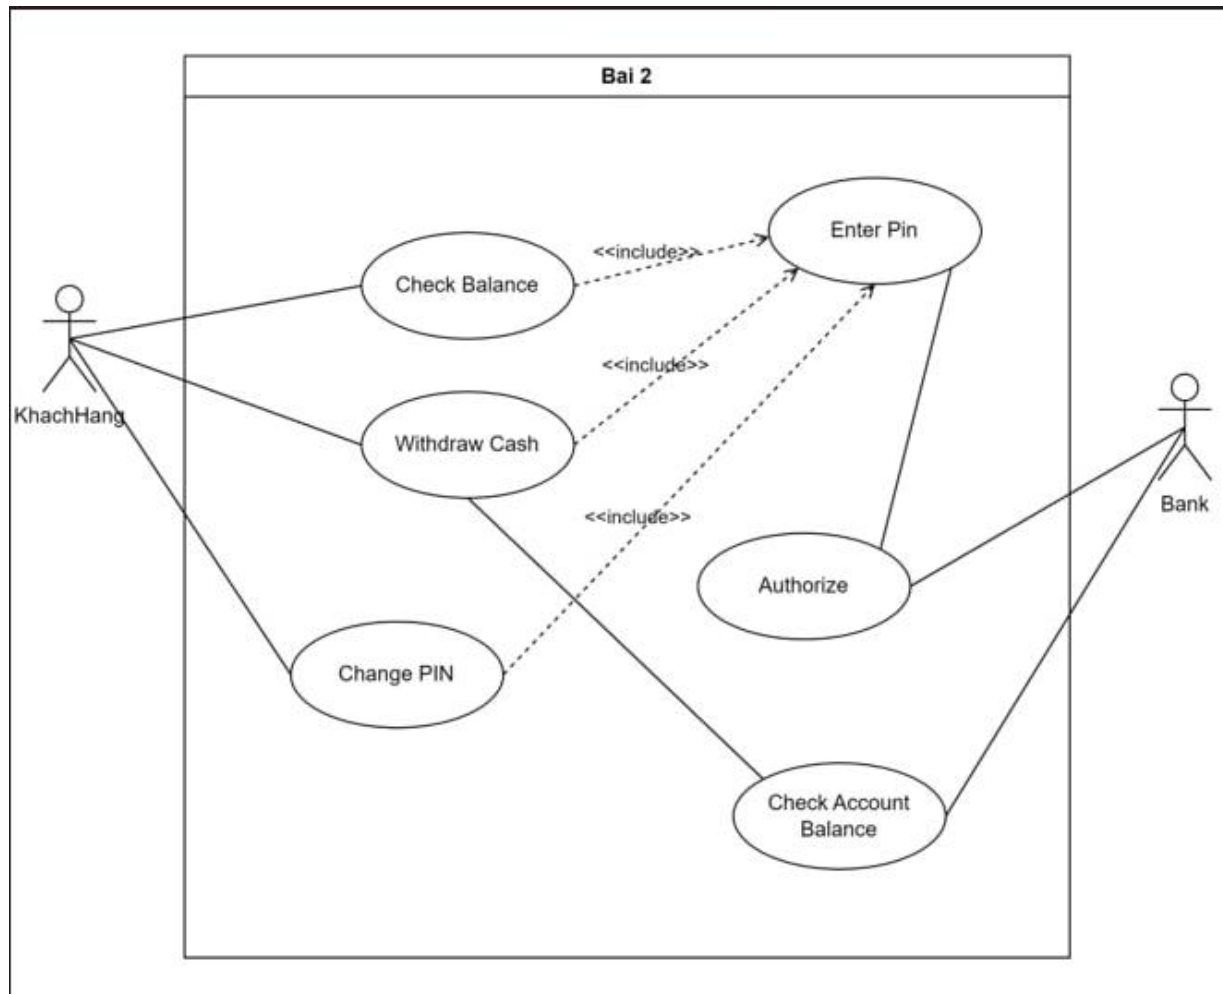 Bai 2
Enter Pin
<<include>>
Check Balance
<<include>>
KhachHang
Withdraw Cash
Bank
<<include>>
Authorize
Change PIN
Check Account
Balance